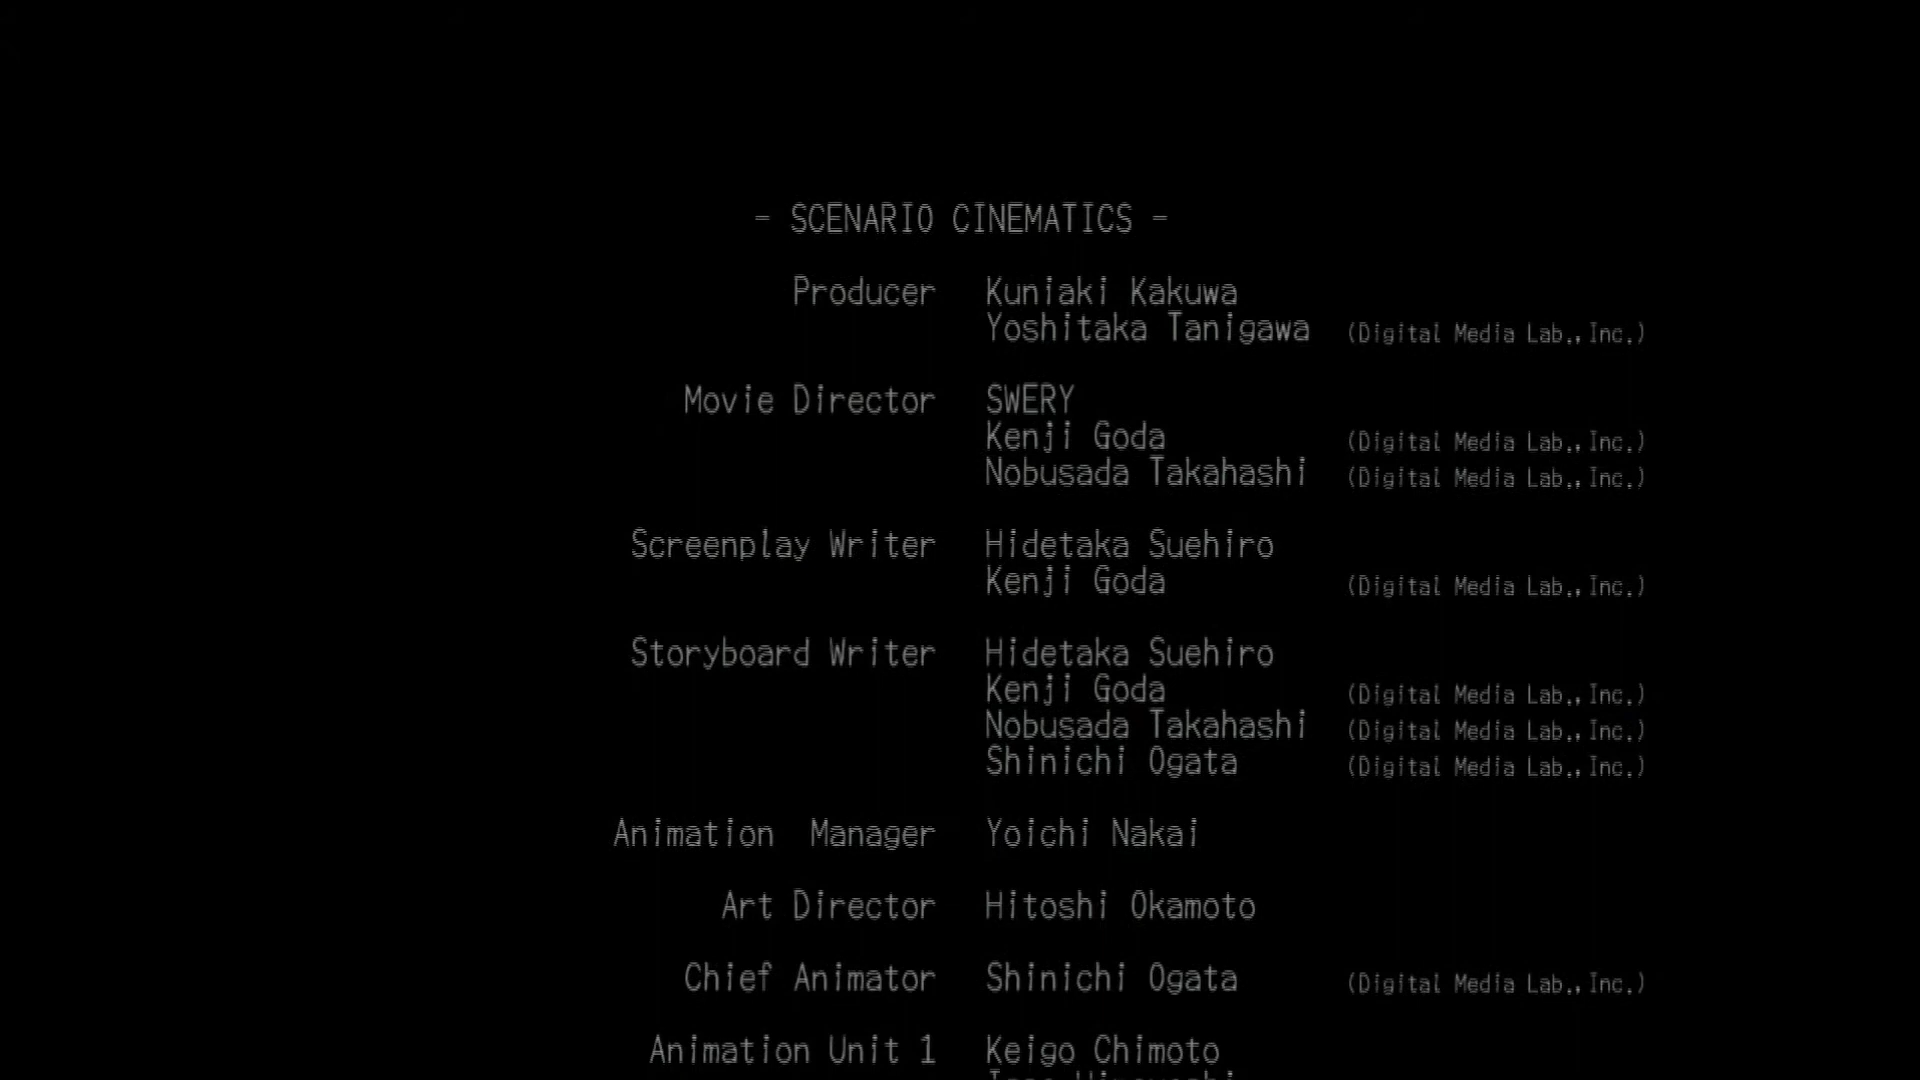 - SCENARIO CINEMATICS -
Producer Kuniaki Kakuwa
Yoshitaka Tanigawa (Digital Media Lab.,Inc.)
Movie Director SWERY
Kenji Goda (Digital Media Lab.,Inc.)
Nobusada Takahashi (Digital Media Lab.,Inc.)
Screenplay Writer Hidetaka Suehiro
Kenji Goda (Digital Media Lab.,Inc.)
Storyboard Writer Hidetaka Suehiro
Kenji Goda (Digital Media Lab.,Inc.)
Nobusada Takahashi (Digital Media Lab.,Inc.)
Shinichi Ogata (Digital Media Lab.,Inc.)
Animation Manager Yoichi Nakai
Art Director Hitoshi Okamoto
Chief Animator Shinichi Ogata (Digital Media Lab.,Inc.)
Animation Unit 1 Keigo Chimoto